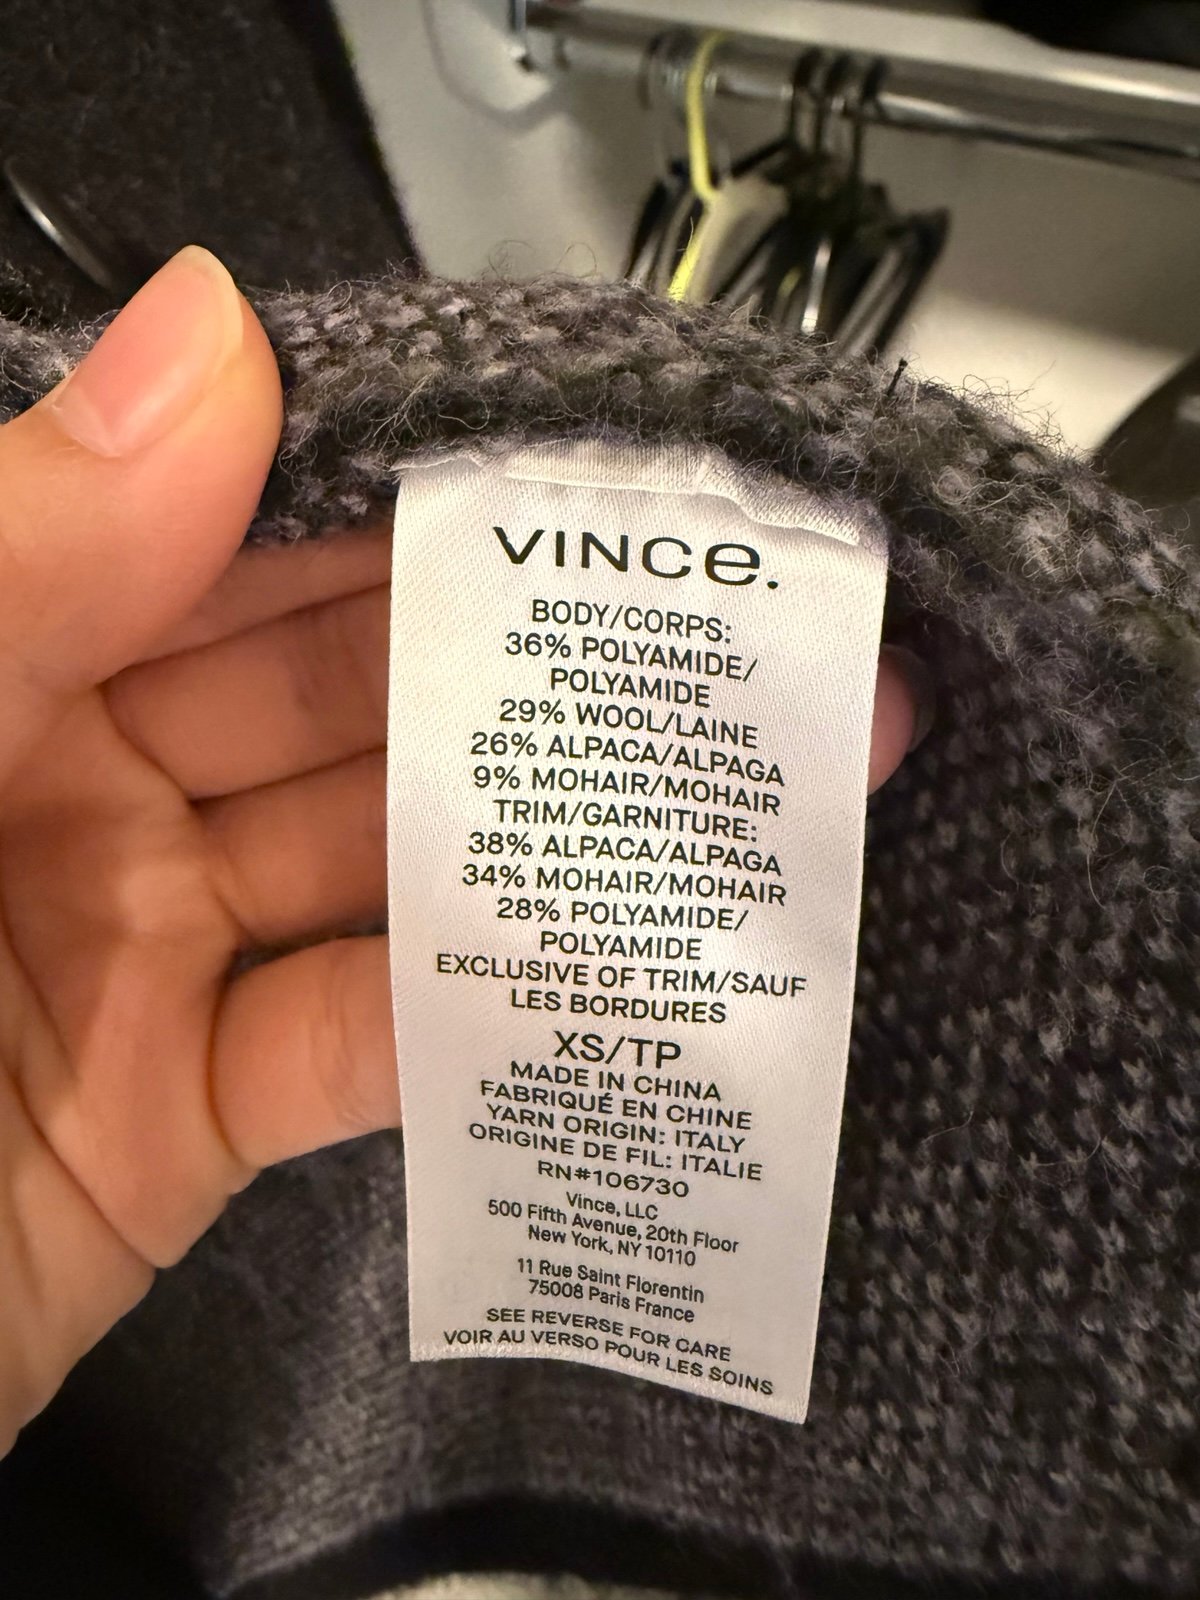 VINCe.
BODY/CORPS:
36% POLYAMIDE/
POLYAMIDE
29% WOOL/LAINE
26% ALPACA/ALPAGA
9% MOHAIR/MOHAIR
TRIM/GARNITURE:
38% ALPACA/ALPAGA
34% MOHAIR/MOHAIR
28% POLYAMIDE/
POLYAMIDE
EXCLUSIVE OF TRIM/SAUF
LES BORDURES
XS/TP
MADE IN CHINA
FABRIQUÉ EN CHINE
YARN ORIGIN: ITALY
ORIGINE DE FIL: ITALIE
RN#106730
Vince, LLC
500 Fifth Avenue, 20th Floor
New York, NY 10110
11 Rue Saint Florentin
75008 Paris France
SEE REVERSE FOR CARE
VOIR AU VERSO POUR LES SOINS